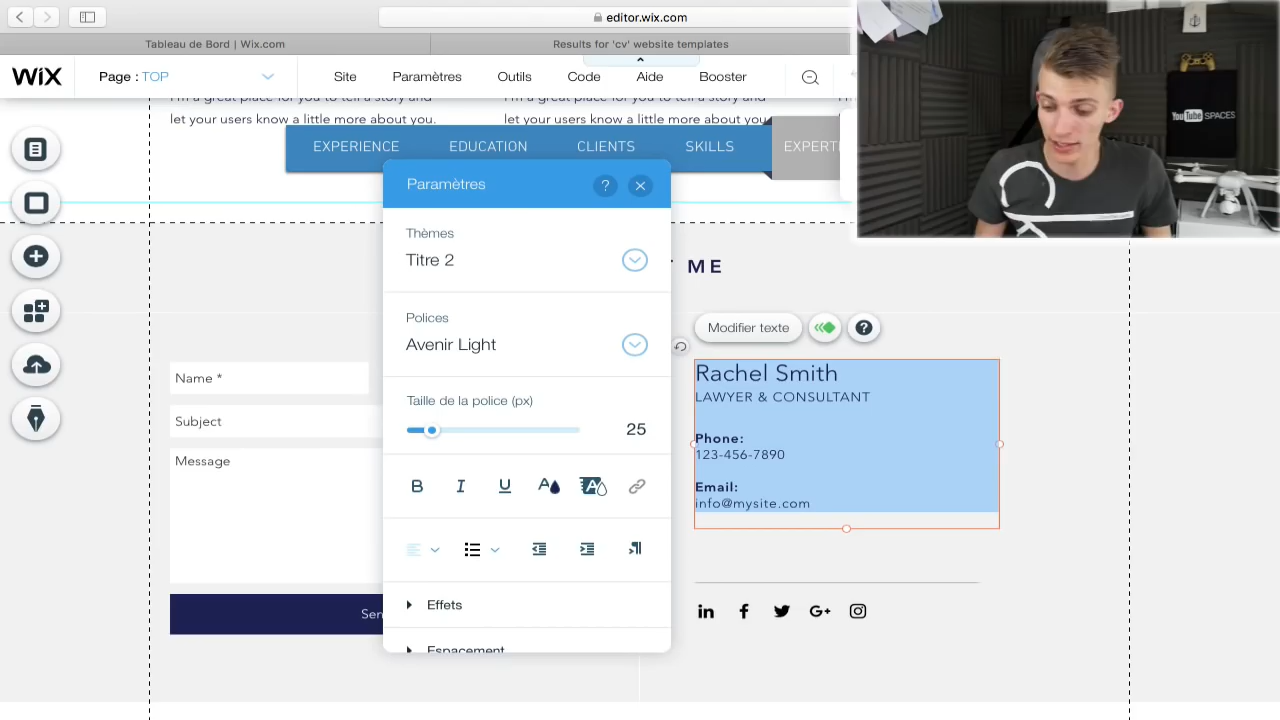 editor.wix.com
Tableau de Bord | Wix.com
Results for 'cv' website templates
WiX
Page : TOP
Site
Paramètres
Outils
Code
Aide
Booster
I'm a great place for you to tell a story and
let your users know a little more about you.
I'm a great place for you to tell a story and
let your users know a little more about you.
EXPERIENCE
EDUCATION
CLIENTS
SKILLS
EXPERTI
YouTube SPACES
Paramètres
?
Thèmes
Titre 2
Polices
Avenir Light
Taille de la police (px)
25
B
I
U
A
A
Effets
Espacement
ME
Modifier texte
?
Name *
Subject
Message
Sen
Rachel Smith
LAWYER & CONSULTANT
Phone:
123-456-7890
Email:
info@mysite.com
in
f
G+